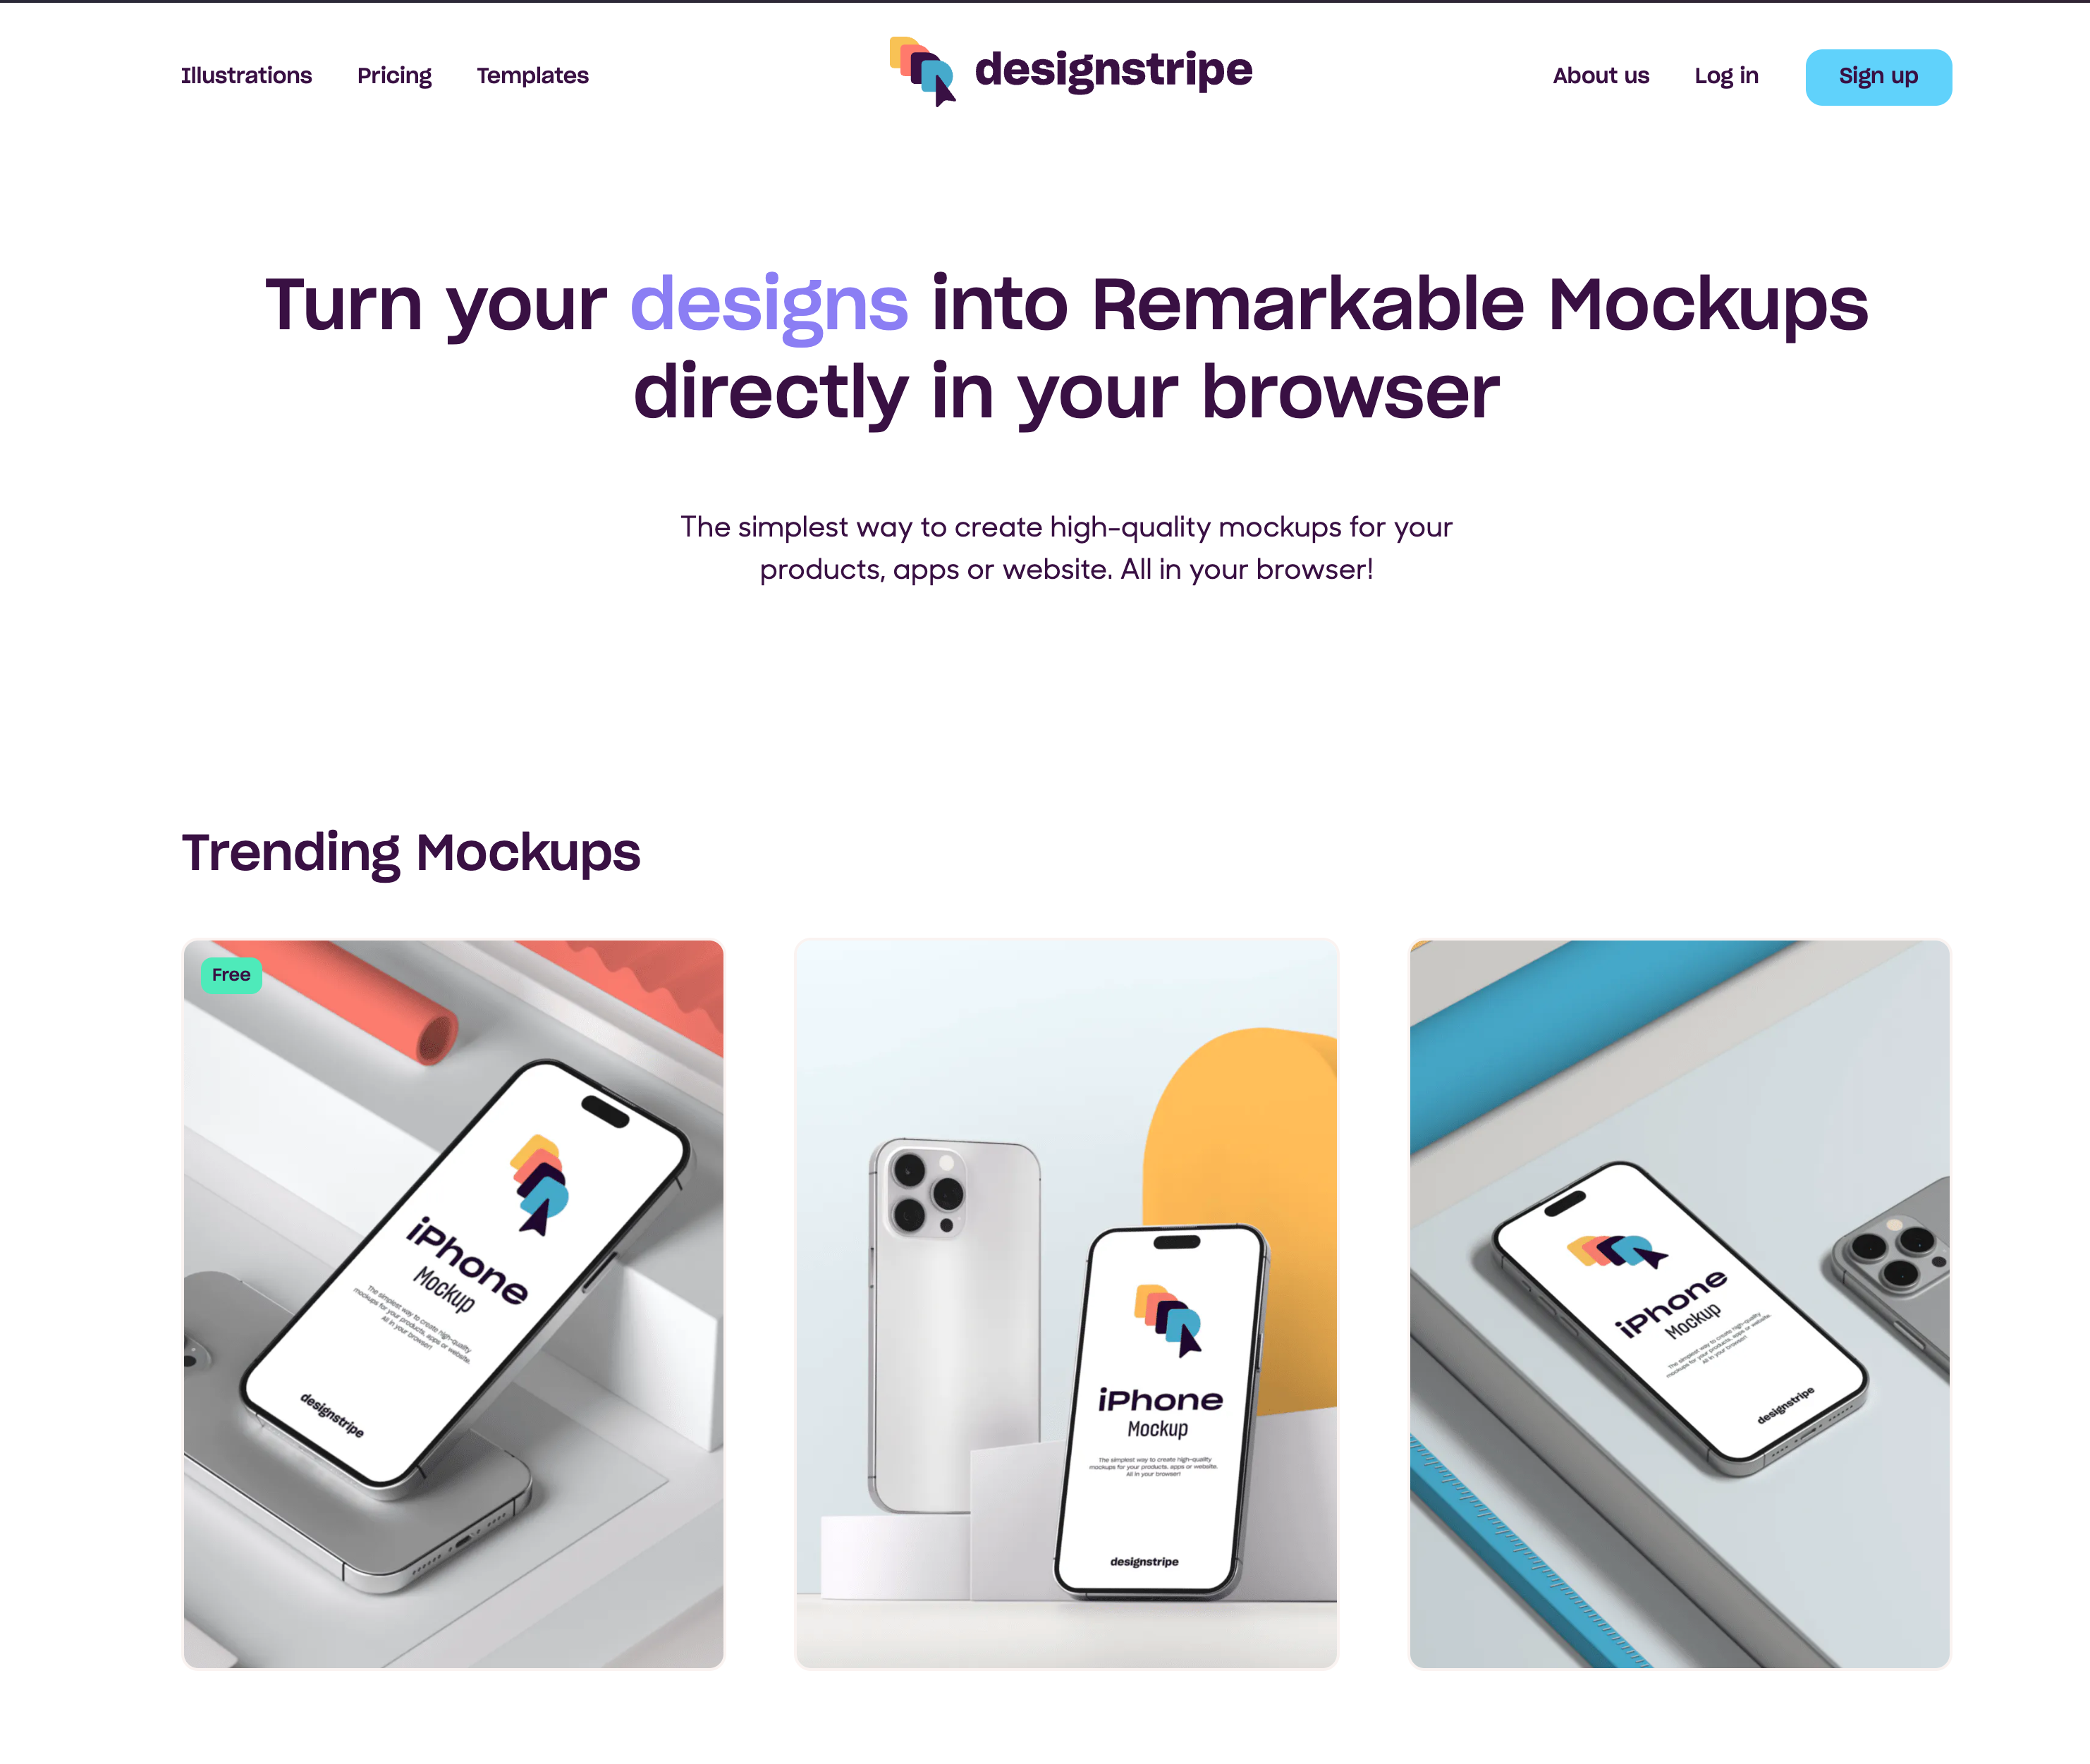 Illustrations Pricing Templates
designstripe
About us Log in Sign up
Turn your designs into Remarkable Mockups
directly in your browser
The simplest way to create high-quality mockups for your
products, apps or website. All in your browser!
Trending Mockups
Free
iPhone
Mockup
The simplest way to create high-quality
mockups for your products, apps or website.
All in your browser!
designstripe
iPhone
Mockup
The simplest way to create high-quality
mockups for your products, apps or website.
All in your browser!
designstripe
iPhone
Mockup
The simplest way to create high-quality
mockups for your products, apps or website.
All in your browser!
designstripe